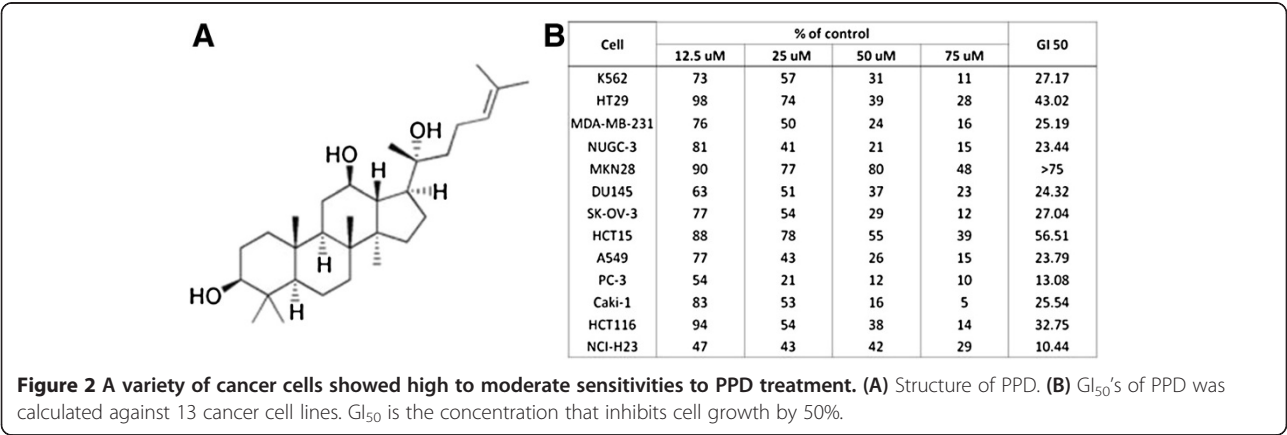 A
OH
HO
H
H
H
HO
H
B
Cell % of control GI 50
12.5 uM 25 uM 50 uM 75 uM
K562 73 57 31 11 27.17
HT29 98 74 39 28 43.02
MDA-MB-231 76 50 24 16 25.19
NUGC-3 81 41 21 15 23.44
MKN28 90 77 80 48 >75
DU145 63 51 37 23 24.32
SK-OV-3 77 54 29 12 27.04
HCT15 88 78 55 39 56.51
A549 77 43 26 15 23.79
PC-3 54 21 12 10 13.08
Caki-1 83 53 16 5 25.54
HCT116 94 54 38 14 32.75
NCI-H23 47 43 42 29 10.44
Figure 2 A variety of cancer cells showed high to moderate sensitivities to PPD treatment. (A) Structure of PPD. (B) GI50's of PPD was
calculated against 13 cancer cell lines. GI50 is the concentration that inhibits cell growth by 50%.